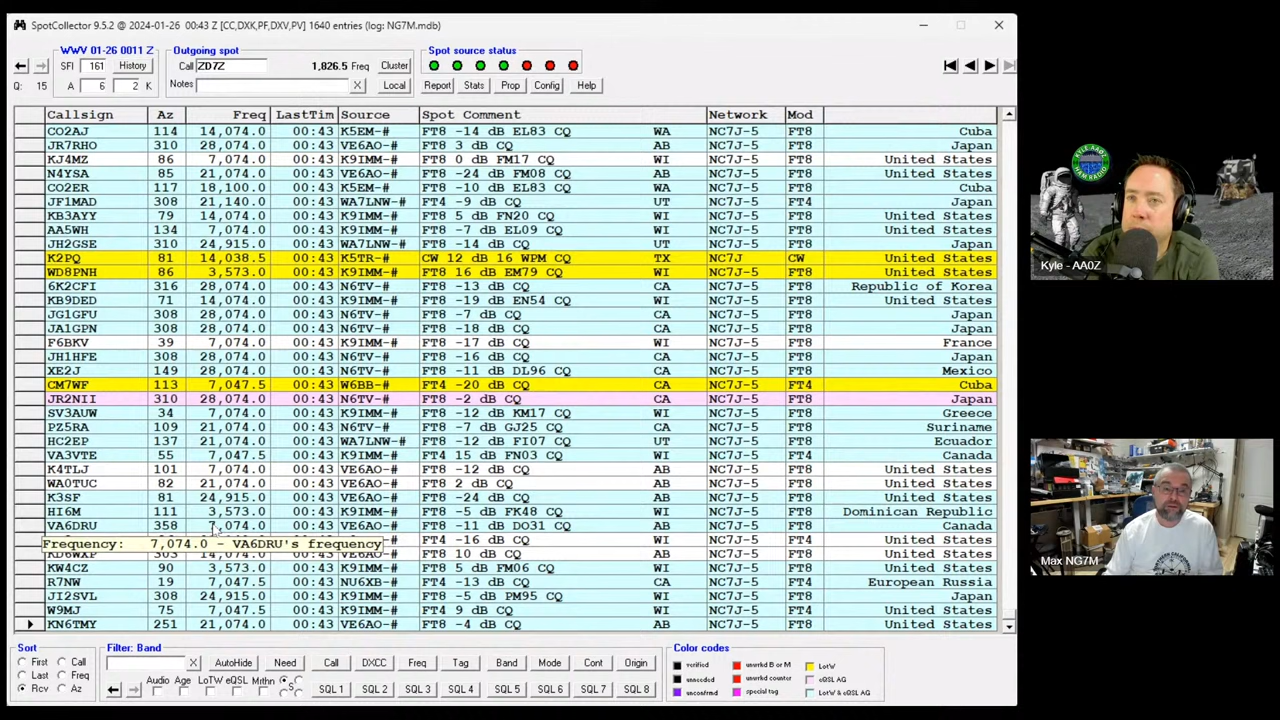 SpotCollector 9.5.2 @ 2024-01-26 00:43 Z [CC,DXK,PF,DXV,PV] 1640 entries (log: NG7M.mdb)
WWV 01-26 0011 Z Outgoing spot Spot source status
SFI 161 History Call ZD7Z 1,826.5 Freq Cluster
Q: 15 A 6 2 K Notes X Local Report Stats Prop Config Help
Callsign Az Freq LastTim Source Spot Comment Network Mod
CO2AJ 114 14,074.0 00:43 K5EM-# FT8 -14 dB EL83 CQ WA NC7J-5 FT8 Cuba
JR7RHO 310 28,074.0 00:43 VE6AO-# FT8 3 dB CQ AB NC7J-5 FT8 Japan
KJ4MZ 86 7,074.0 00:43 K9IMM-# FT8 0 dB FM17 CQ WI NC7J-5 FT8 United States
N4YSA 85 21,074.0 00:43 VE6AO-# FT8 -24 dB FM08 CQ AB NC7J-5 FT8 United States
CO2ER 117 18,100.0 00:43 K5EM-# FT8 -10 dB EL83 CQ WA NC7J-5 FT8 Cuba
JF1MAD 308 21,140.0 00:43 WA7LNW-# FT4 -9 dB CQ UT NC7J-5 FT4 Japan
KB3AYY 79 14,074.0 00:43 K9IMM-# FT8 5 dB FN20 CQ WI NC7J-5 FT8 United States
AA5WH 134 7,074.0 00:43 K9IMM-# FT8 -7 dB EL09 CQ WI NC7J-5 FT8 United States
JH2GSE 310 24,915.0 00:43 WA7LNW-# FT8 -14 dB CQ UT NC7J-5 FT8 Japan
K2PQ 81 14,038.5 00:43 K5TR-# CW 12 dB 16 WPM CQ TX NC7J CW United States
WD8PNH 86 3,573.0 00:43 K9IMM-# FT8 16 dB EM79 CQ WI NC7J-5 FT8 United States
6K2CFI 316 28,074.0 00:43 N6TV-# FT8 -13 dB CQ CA NC7J-5 FT8 Republic of Korea
KB9DED 71 14,074.0 00:43 K9IMM-# FT8 -19 dB EN54 CQ WI NC7J-5 FT8 United States
JG1GFU 308 28,074.0 00:43 N6TV-# FT8 -7 dB CQ CA NC7J-5 FT8 Japan
JA1GPN 308 28,074.0 00:43 N6TV-# FT8 -18 dB CQ CA NC7J-5 FT8 Japan
F6BKV 39 7,074.0 00:43 K9IMM-# FT8 -17 dB CQ WI NC7J-5 FT8 France
JH1HFE 308 28,074.0 00:43 N6TV-# FT8 -16 dB CQ CA NC7J-5 FT8 Japan
XE2J 149 28,074.0 00:43 N6TV-# FT8 -11 dB DL96 CQ CA NC7J-5 FT8 Mexico
CM7WF 113 7,047.5 00:43 W6BB-# FT4 -20 dB CQ CA NC7J-5 FT4 Cuba
JR2NII 310 28,074.0 00:43 N6TV-# FT8 -2 dB CQ CA NC7J-5 FT8 Japan
SV3AUW 34 7,074.0 00:43 K9IMM-# FT8 -12 dB KM17 CQ WI NC7J-5 FT8 Greece
PZ5RA 109 21,074.0 00:43 N6TV-# FT8 -7 dB GJ25 CQ CA NC7J-5 FT8 Suriname
HC2EP 137 21,074.0 00:43 WA7LNW-# FT8 -12 dB FI07 CQ UT NC7J-5 FT8 Ecuador
VA3VTE 55 7,047.5 00:43 K9IMM-# FT4 15 dB FN03 CQ WI NC7J-5 FT4 Canada
K4TLJ 101 7,074.0 00:43 VE6AO-# FT8 -12 dB CQ AB NC7J-5 FT8 United States
WA0TUC 82 21,074.0 00:43 VE6AO-# FT8 2 dB CQ AB NC7J-5 FT8 United States
K3SF 81 24,915.0 00:43 VE6AO-# FT8 -24 dB CQ AB NC7J-5 FT8 United States
HI6M 111 3,573.0 00:43 K9IMM-# FT8 -5 dB FK48 CQ WI NC7J-5 FT8 Dominican Republic
VA6DRU 358 7,074.0 00:43 VE6AO-# FT8 -11 dB DO31 CQ AB NC7J-5 FT8 Canada
Frequency: 7,074.0 - VA6DRU's frequency FT4 -16 dB CQ WI NC7J-5 FT4 United States
303 14,074.0 00:43 VE6AO-# FT8 10 dB CQ AB NC7J-5 FT8 United States
KW4CZ 90 3,573.0 00:43 K9IMM-# FT8 5 dB FM06 CQ WI NC7J-5 FT8 United States
R7NW 19 7,047.5 00:43 NU6XB-# FT4 -13 dB CQ CA NC7J-5 FT4 European Russia
JI2SVL 308 24,915.0 00:43 K9IMM-# FT8 -5 dB PM95 CQ WI NC7J-5 FT8 Japan
W9MJ 75 7,047.5 00:43 K9IMM-# FT4 9 dB CQ WI NC7J-5 FT4 United States
KN6TMY 251 21,074.0 00:43 VE6AO-# FT8 -4 dB CQ AB NC7J-5 FT8 United States
Sort Filter: Band Color codes
First Call X AutoHide Need Call DXCC Freq Tag Band Mode Cont Origin verified unwrkd B or M LotW
Last Freq Audio Age LoTW eQSL Mrthn S unneeded unwrkd counter eQSL AG
Rcv Az SQL 1 SQL 2 SQL 3 SQL 4 SQL 5 SQL 6 SQL 7 SQL 8 unconfrmd special tag LotW & eQSL AG
KYLE AA0Z
HAM RADIO
Kyle - AA0Z
Max NG7M